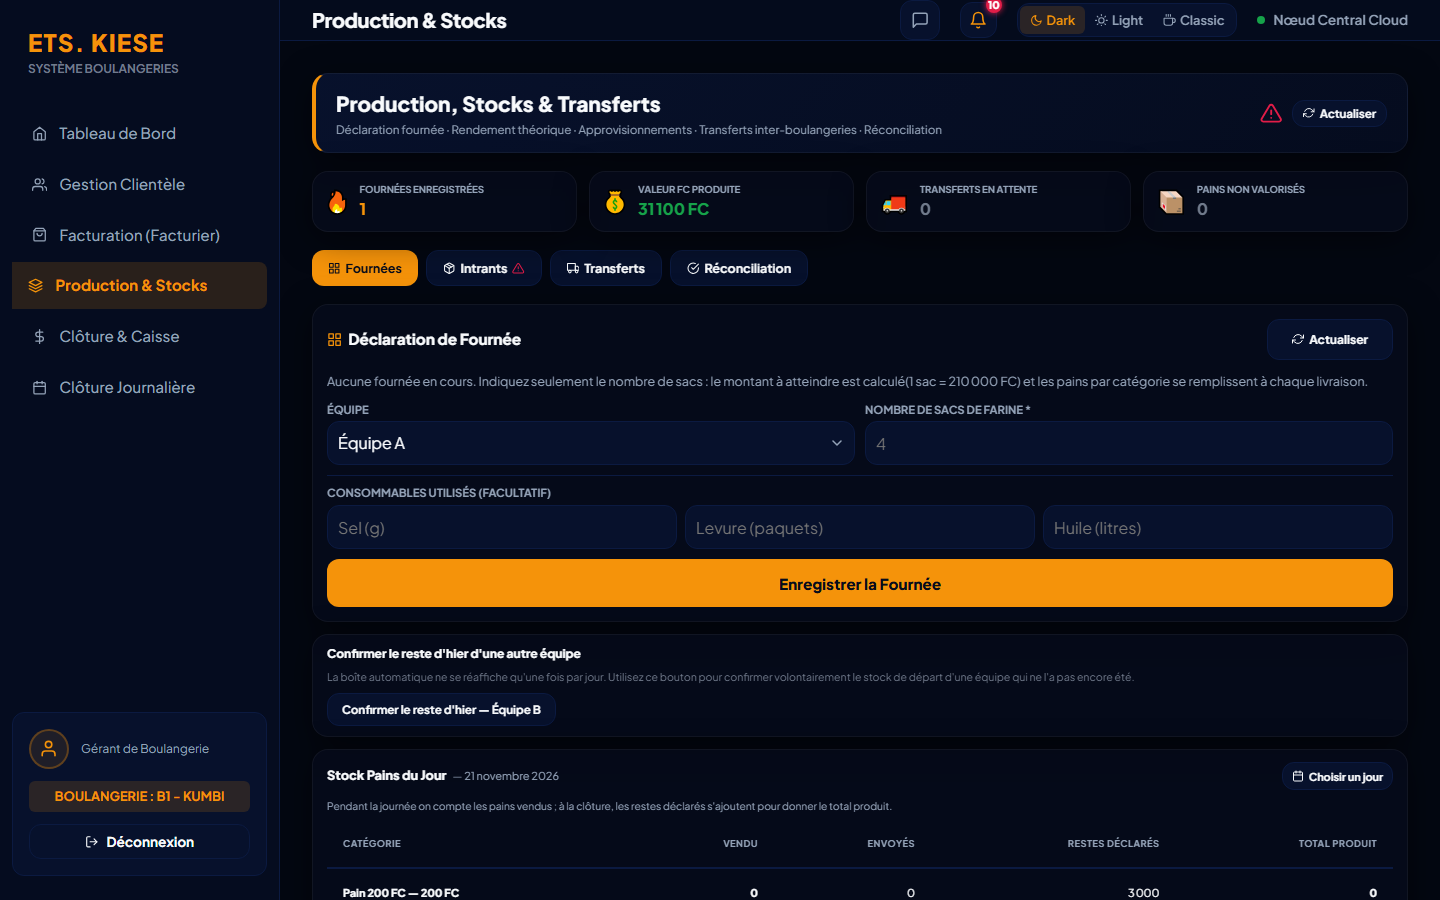 ETS. KIESE
SYSTÈME BOULANGERIES
Tableau de Bord
Gestion Clientèle
Facturation (Facturier)
Production & Stocks
Clôture & Caisse
Clôture Journalière
Gérant de Boulangerie
BOULANGERIE : B1 - KUMBI
Déconnexion
Production & Stocks
10
Dark
Light
Classic
Nœud Central Cloud
Production, Stocks & Transferts
Déclaration fournée · Rendement théorique · Approvisionnements · Transferts inter-boulangeries · Réconciliation
Actualiser
FOURNÉES ENREGISTRÉES
1
VALEUR FC PRODUITE
31 100 FC
TRANSFERTS EN ATTENTE
0
PAINS NON VALORISÉS
0
Fournées
Intrants
Transferts
Réconciliation
Déclaration de Fournée
Actualiser
Aucune fournée en cours. Indiquez seulement le nombre de sacs : le montant à atteindre est calculé(1 sac = 210 000 FC) et les pains par catégorie se remplissent à chaque livraison.
ÉQUIPE
NOMBRE DE SACS DE FARINE *
Équipe A
4
CONSOMMABLES UTILISÉS (FACULTATIF)
Sel (g)
Levure (paquets)
Huile (litres)
Enregistrer la Fournée
Confirmer le reste d'hier d'une autre équipe
La boîte automatique ne se réaffiche qu'une fois par jour. Utilisez ce bouton pour confirmer volontairement le stock de départ d'une équipe qui ne l'a pas encore été.
Confirmer le reste d'hier — Équipe B
Stock Pains du Jour — 21 novembre 2026
Choisir un jour
Pendant la journée on compte les pains vendus ; à la clôture, les restes déclarés s'ajoutent pour donner le total produit.
CATÉGORIE VENDU ENVOYÉS RESTES DÉCLARÉS TOTAL PRODUIT
Pain 200 FC — 200 FC 0 0 3 000 0